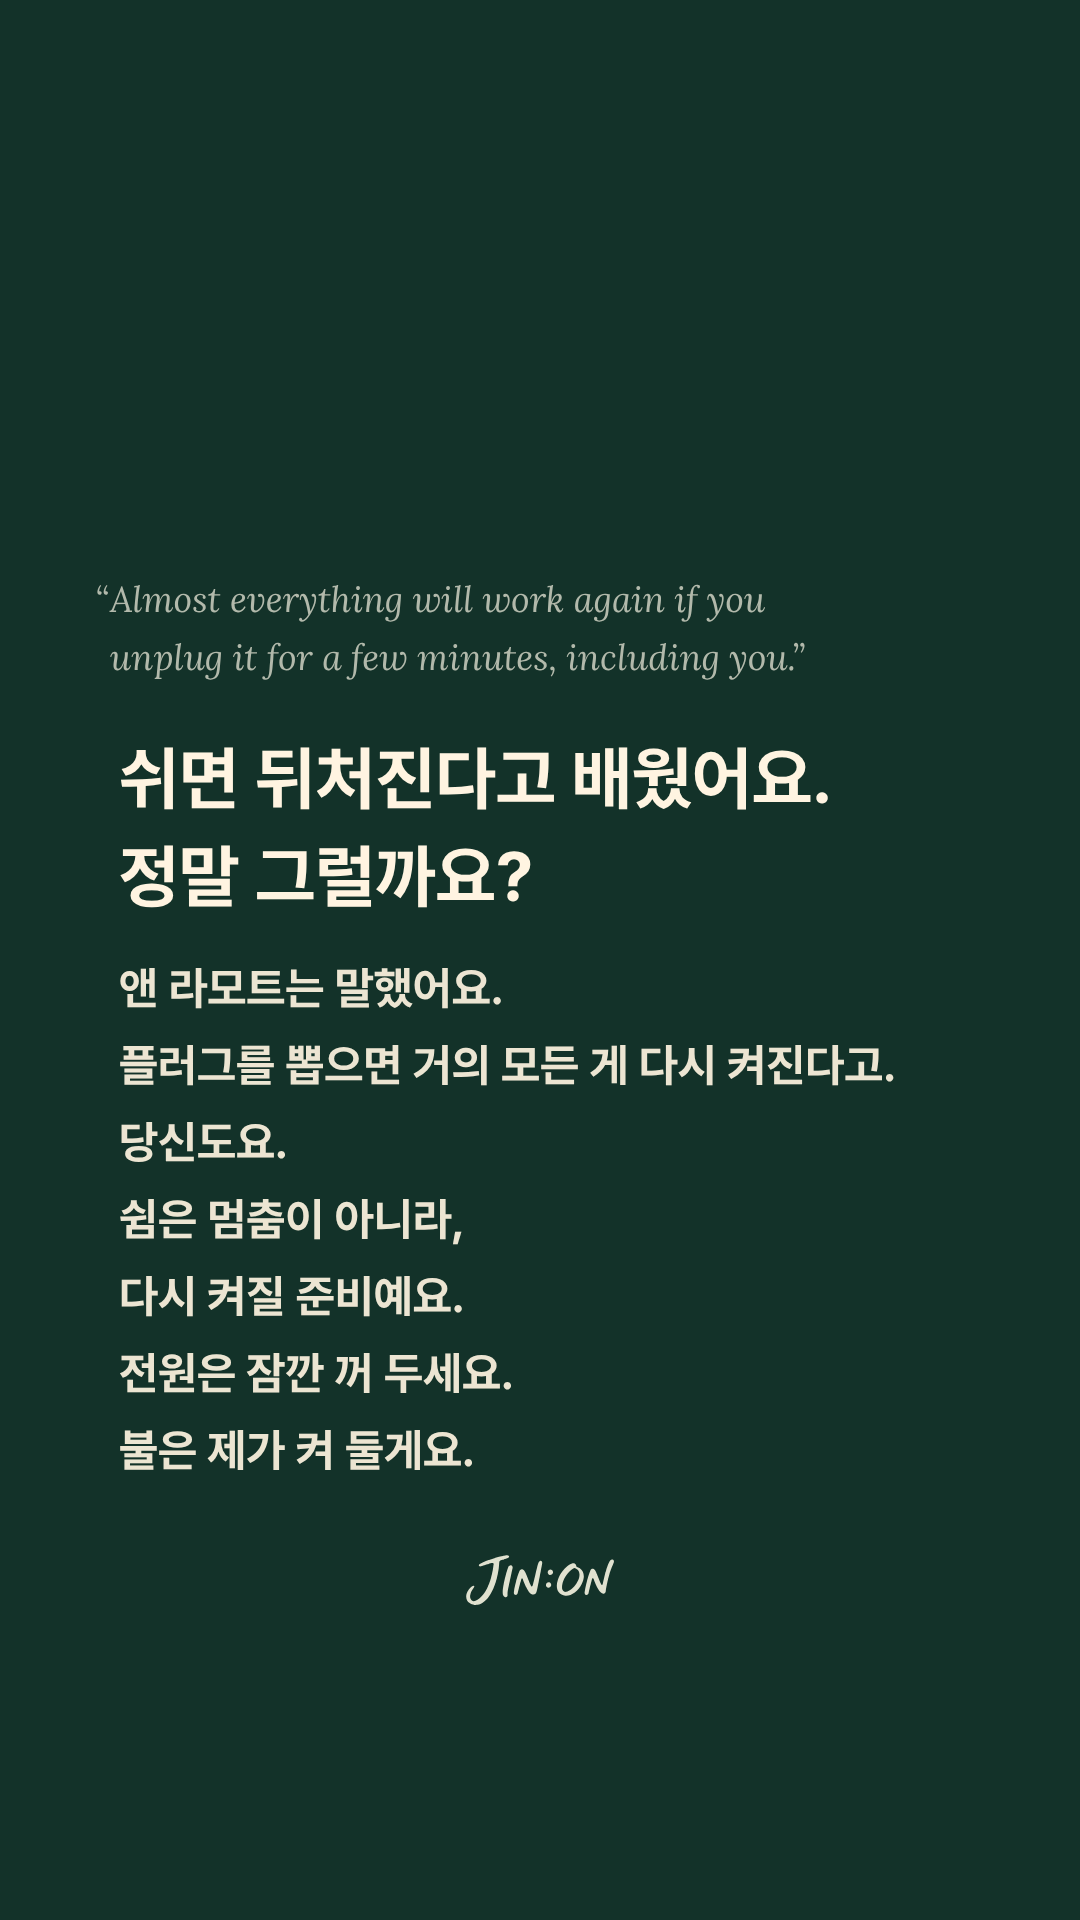 “Almost everything will work again if you
unplug it for a few minutes, including you.”
쉬면 뒤처진다고 배웠어요.
정말 그럴까요?
앤 라모트는 말했어요.
플러그를 뽑으면 거의 모든 게 다시 켜진다고.
당신도요.
쉼은 멈춤이 아니라,
다시 켜질 준비예요.
전원은 잠깐 꺼 두세요.
불은 제가 켜 둘게요.
JIN:ON